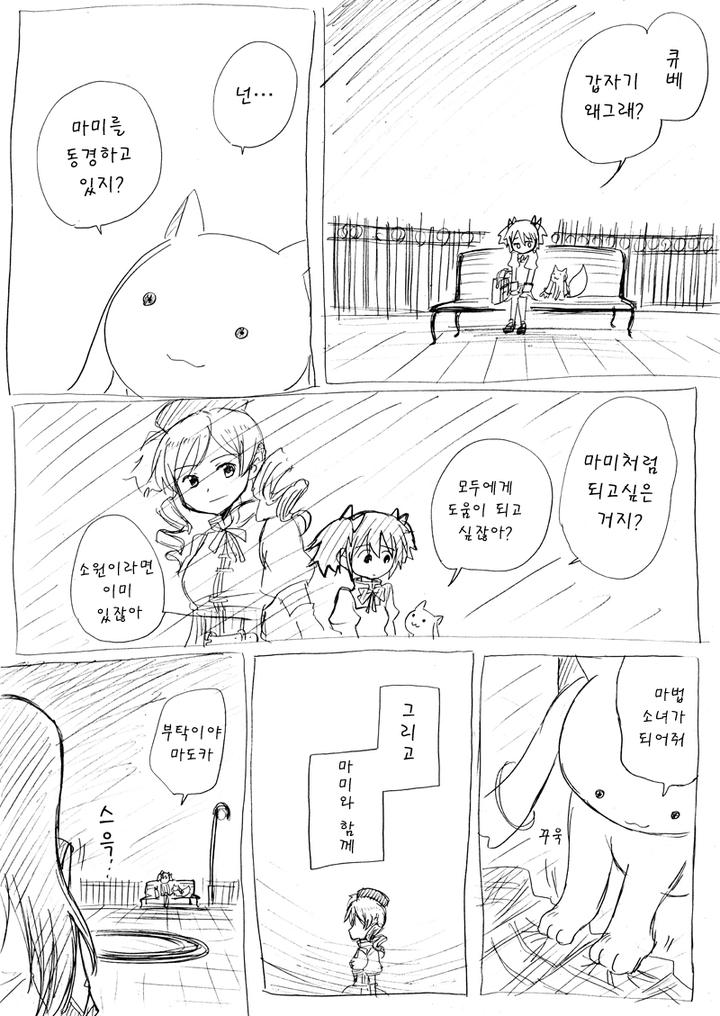 큐
베
갑자기
왜그래?
넌…
마미를
동경하고
있지?
마미처럼
되고싶은
거지?
모두에게
도움이 되고
싶잖아?
소원이라면
이미
있잖아
마법
소녀가
되어줘
꾸욱
그리고
마미와 함께
부탁이야
마도카
스윽…